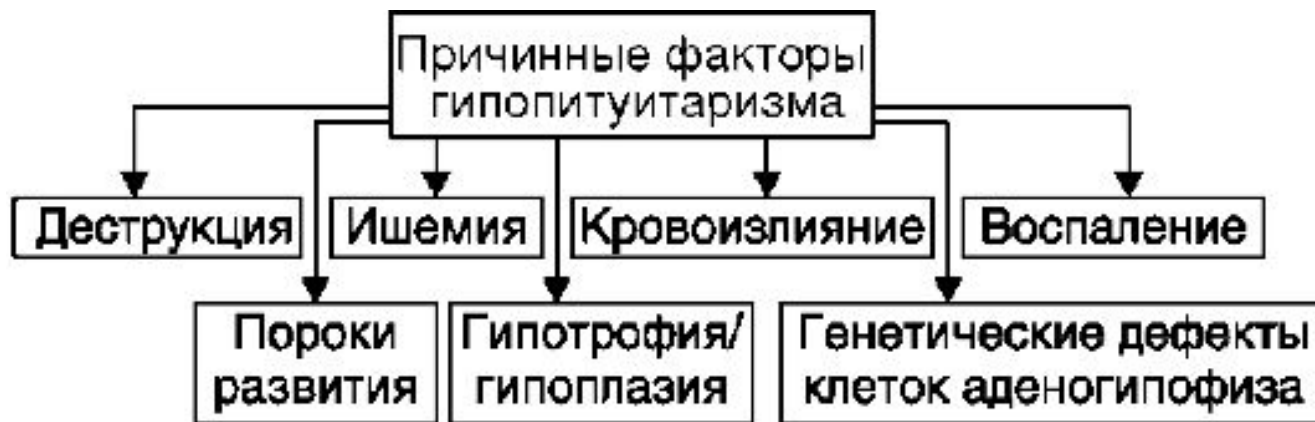 Причинные факторы
гипопитуитаризма
Деструкция
Ишемия
Кровоизлияние
Воспаление
Пороки
развития
Гипотрофия/
гипоплазия
Генетические дефекты
клеток аденогипофиза